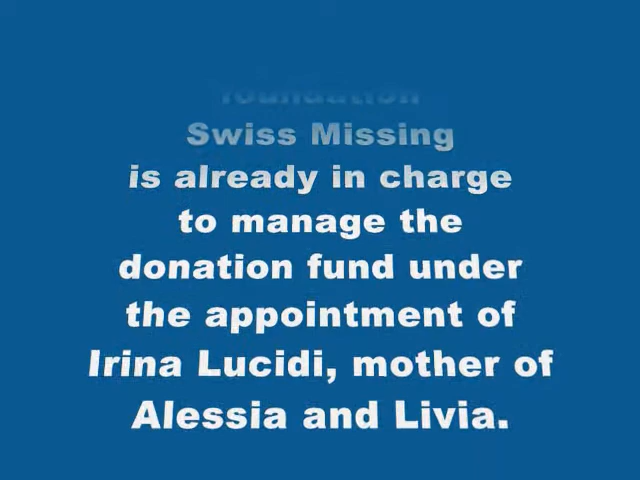 foundation
Swiss Missing
is already in charge
to manage the
donation fund under
the appointment of
Irina Lucidi, mother of
Alessia and Livia.